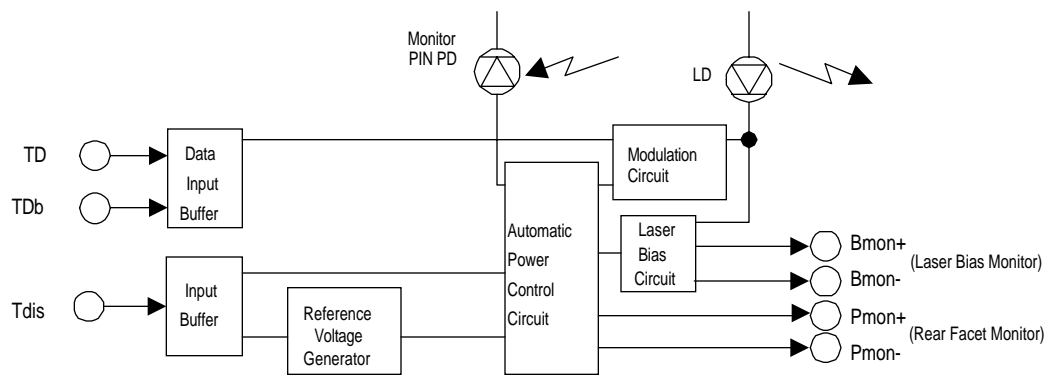 Monitor
PIN PD
LD
TD
TDb
Data
Input
Buffer
Modulation
Circuit
Automatic
Power
Control
Circuit
Laser
Bias
Circuit
Bmon+
(Laser Bias Monitor)
Bmon-
Tdis
Input
Buffer
Reference
Voltage
Generator
Pmon+
(Rear Facet Monitor)
Pmon-